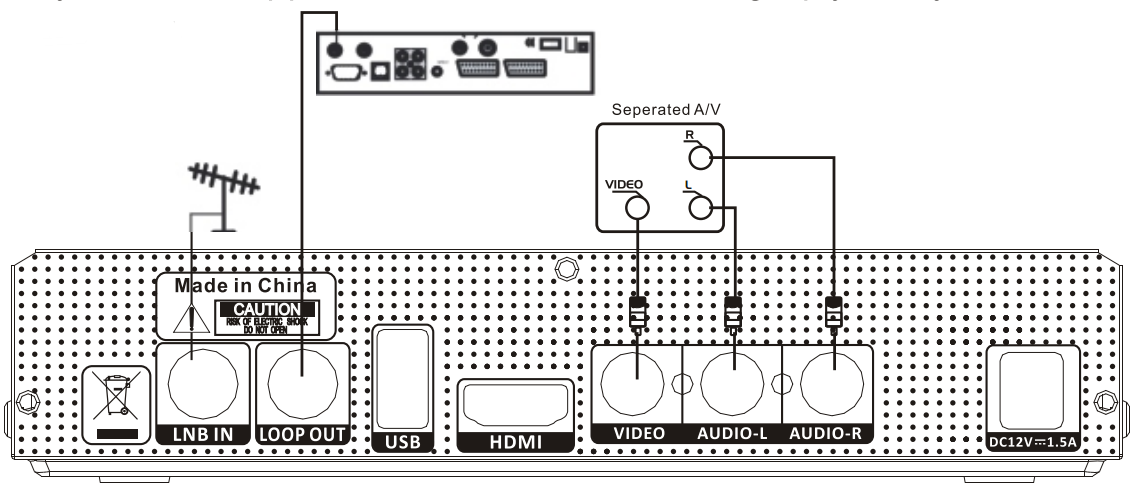 Seperated A/V
R
VIDEO
L
Made in China
CAUTION
RISK OF ELECTRIC SHOCK
DO NOT OPEN
LNB IN
LOOP OUT
USB
HDMI
VIDEO
AUDIO-L
AUDIO-R
DC12V⎓1.5A